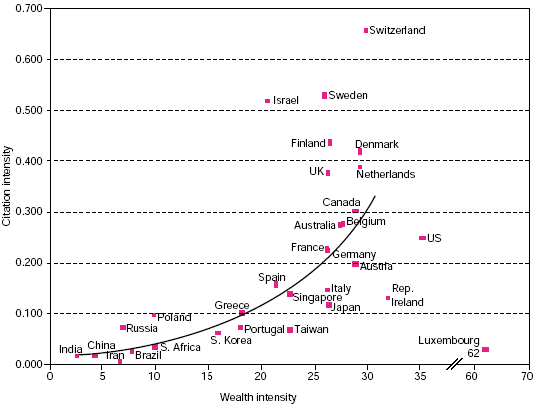 0.700
Switzerland
0.600
Israel
Sweden
0.500
Finland
Denmark
0.400
UK
Netherlands
Citation intensity
Canada
0.300
Australia
Belgium
US
France
Germany
0.200
Austria
Spain
Italy
Rep.
Ireland
Singapore
Japan
Greece
0.100
Poland
Russia
Portugal
Taiwan
S. Korea
Luxembourg
62
India
China
Iran
Brazil
S. Africa
0.000
0 5 10 15 20 25 30 35 60 70
Wealth intensity